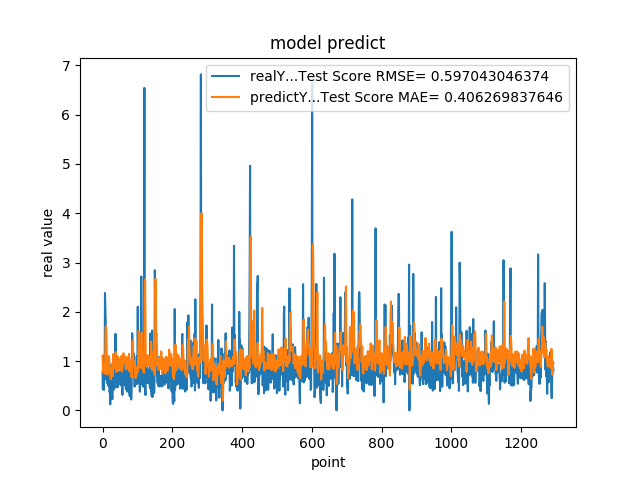 model predict
realY...Test Score RMSE= 0.597043046374
predictY...Test Score MAE= 0.406269837646
7
6
5
4
3
2
1
0
real value
0 200 400 600 800 1000 1200
point